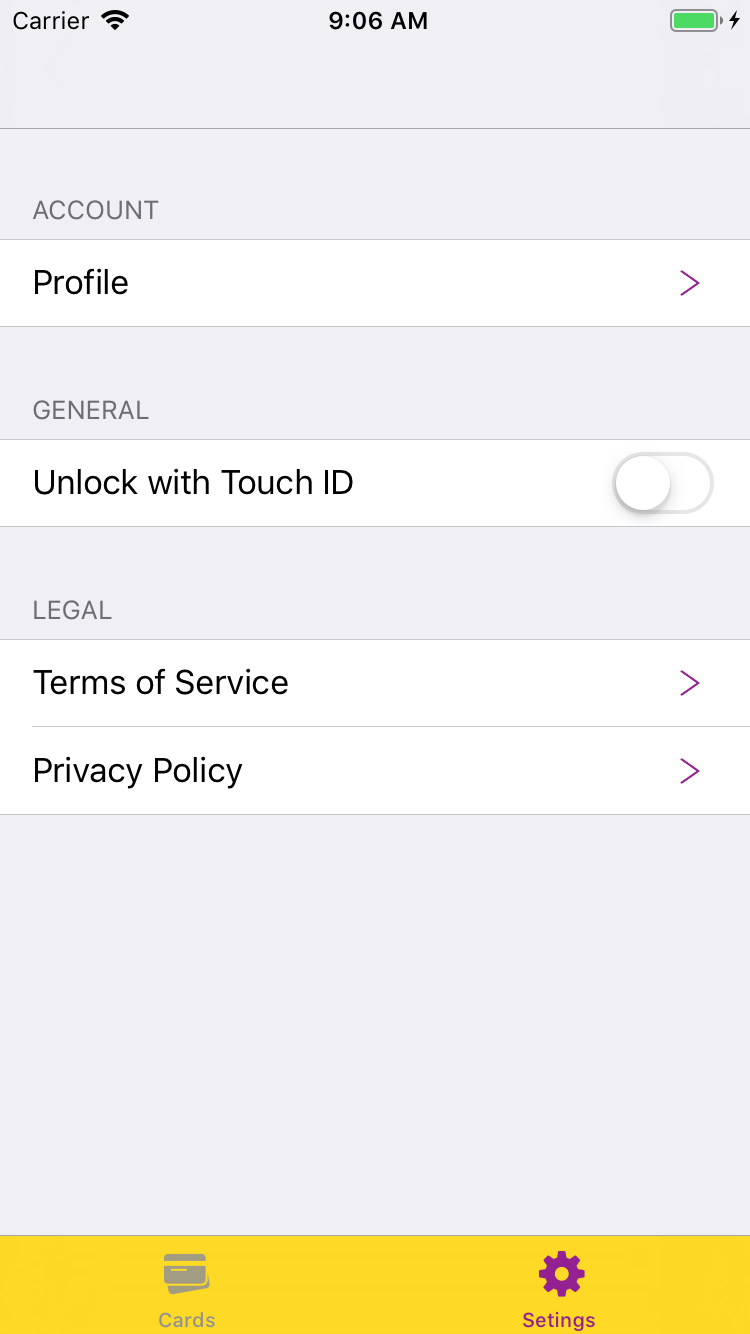 Carrier 9:06 AM
ACCOUNT
Profile
GENERAL
Unlock with Touch ID
LEGAL
Terms of Service
Privacy Policy
Cards Setings